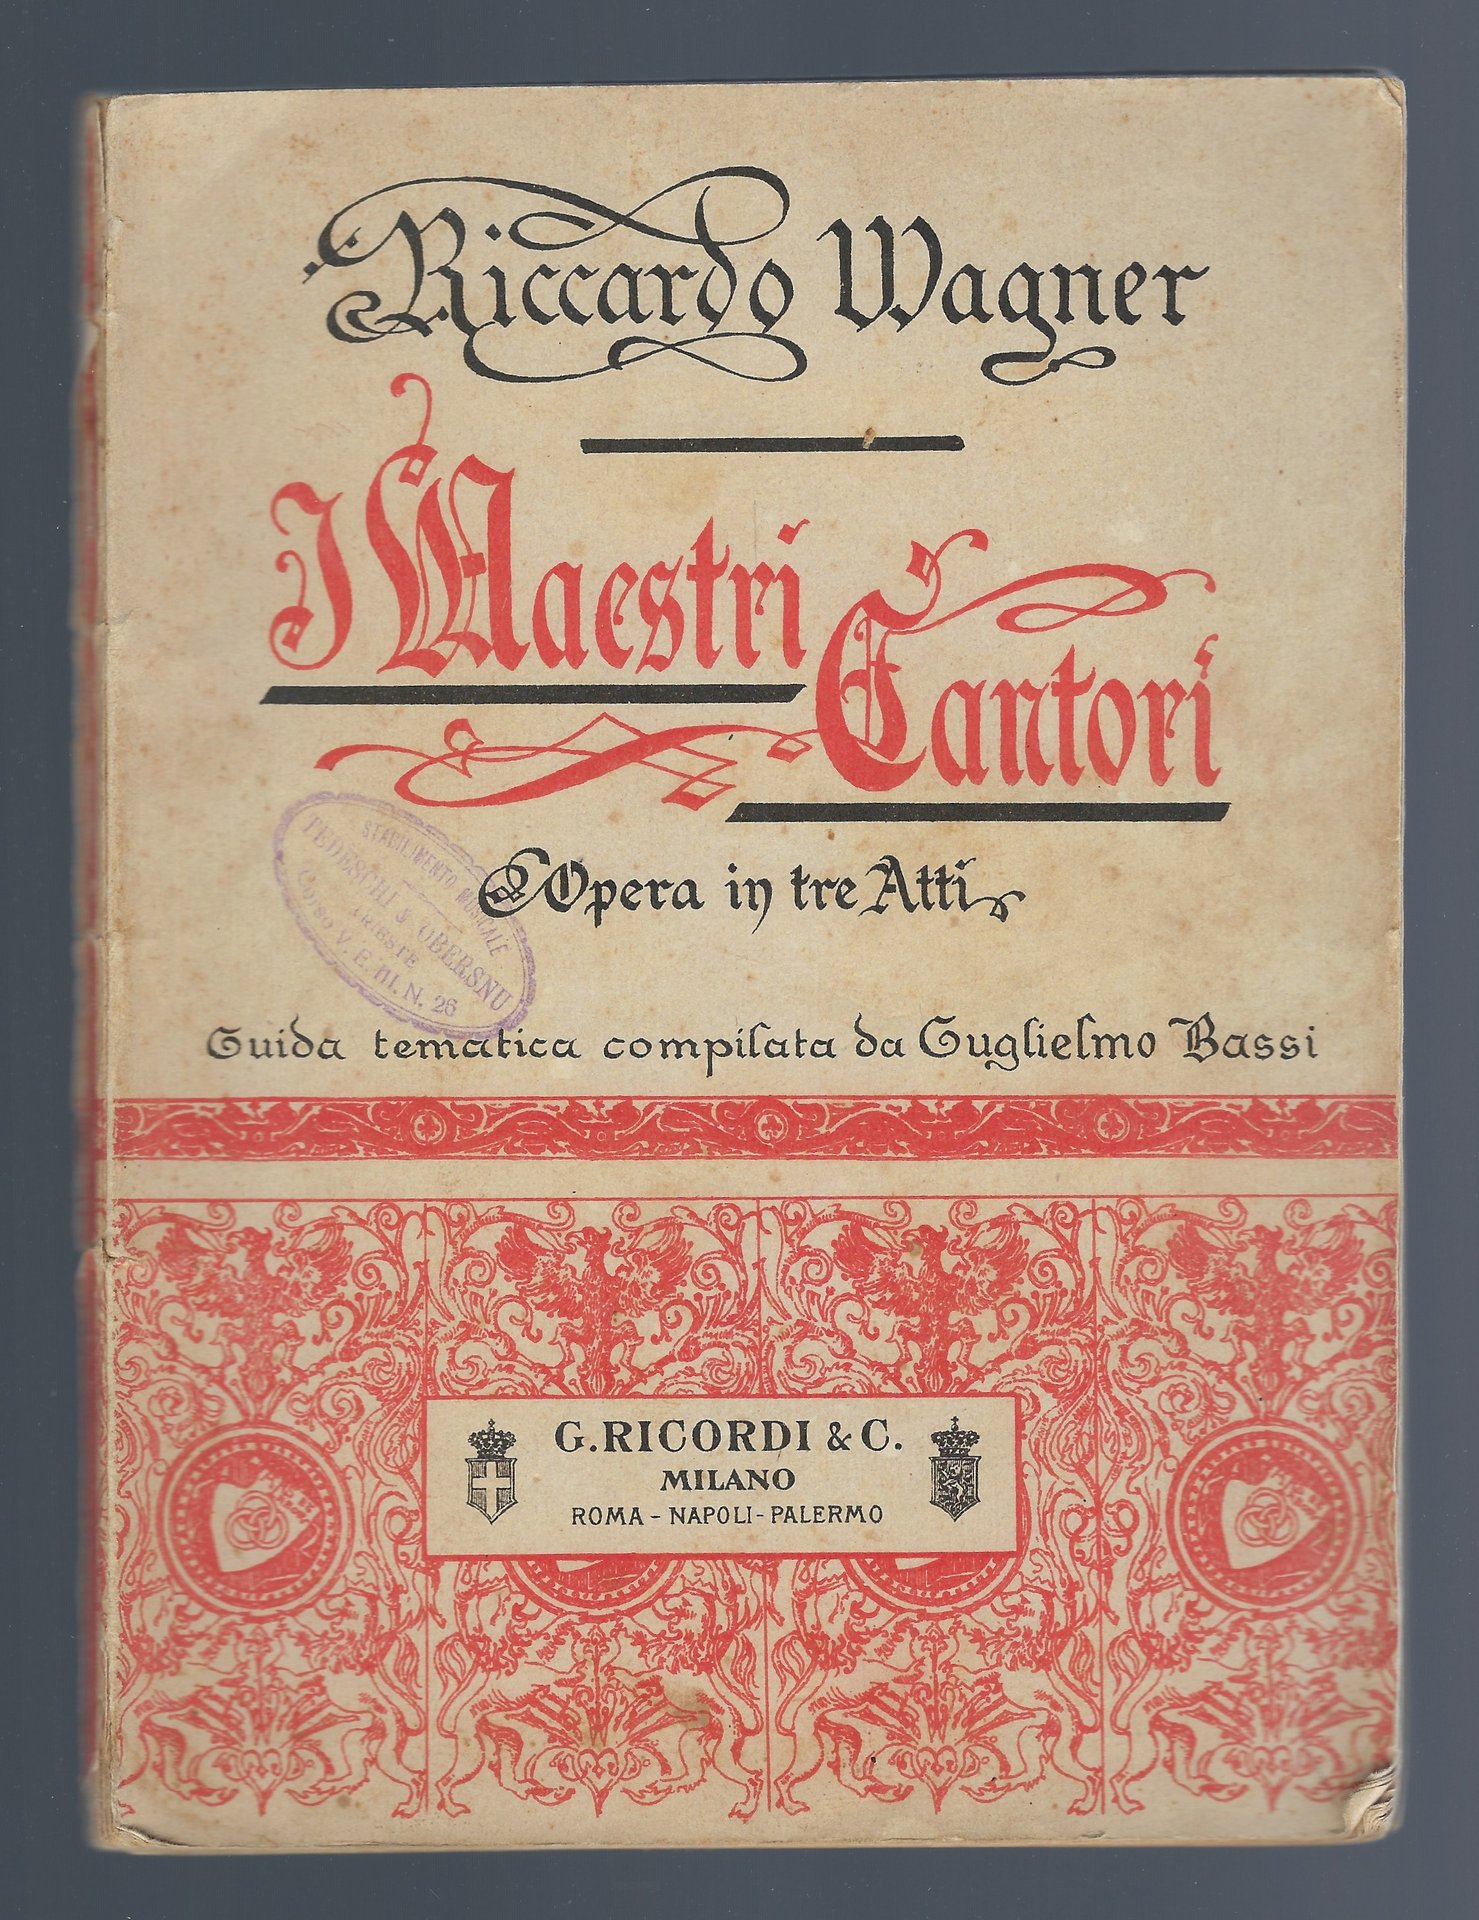 Riccardo Wagner
I Maestri
Cantori
Opera in tre Atti
STABILIMENTO MUSICALE
TEDESCHI & OBERSNU
TRIESTE
Corso V. E. III. N. 26
Guida tematica compilata da Guglielmo Bassi
G. RICORDI & C.
MILANO
ROMA - NAPOLI - PALERMO